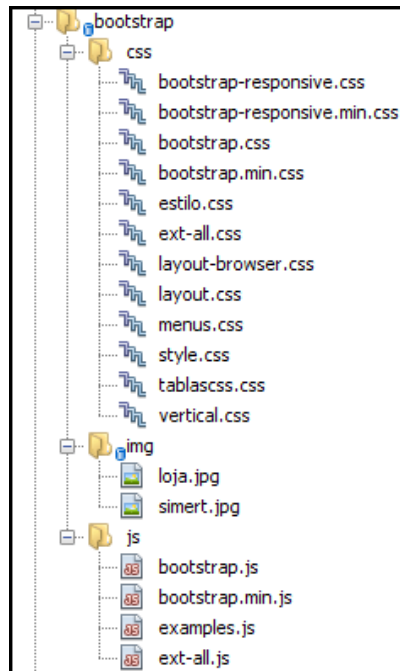 bootstrap
css
bootstrap-responsive.css
bootstrap-responsive.min.css
bootstrap.css
bootstrap.min.css
estilo.css
ext-all.css
layout-browser.css
layout.css
menus.css
style.css
tablascss.css
vertical.css
img
loja.jpg
simert.jpg
js
bootstrap.js
bootstrap.min.js
examples.js
ext-all.js